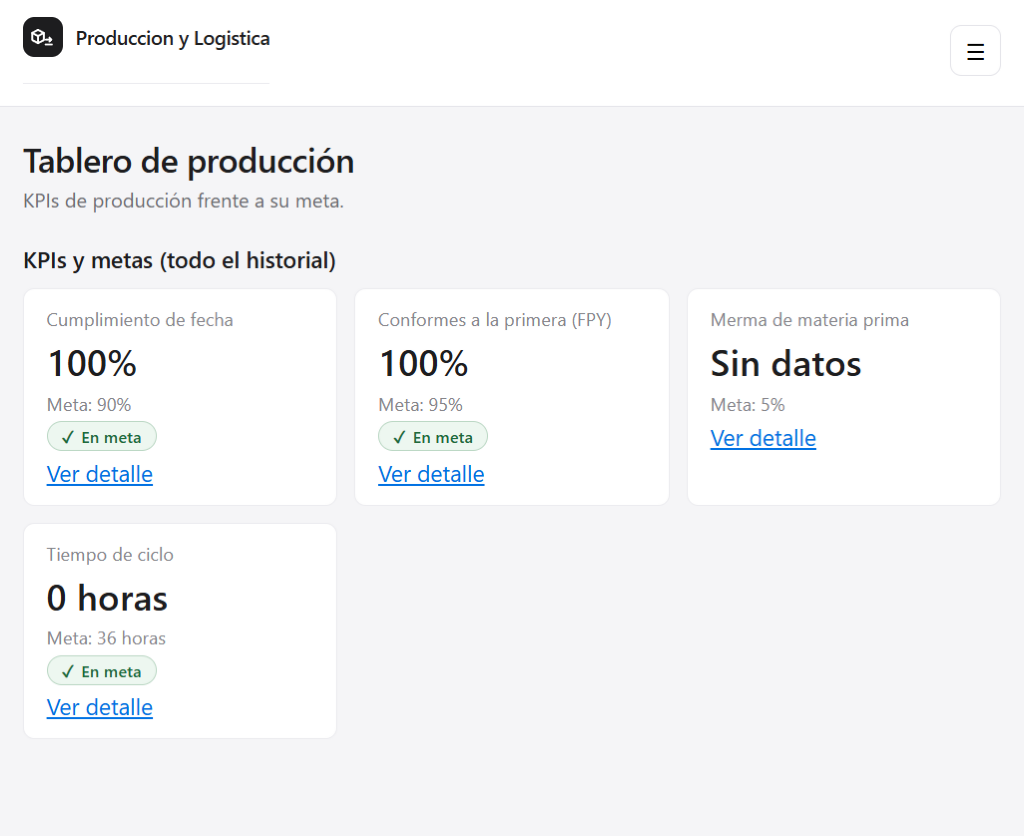 Produccion y Logistica
Tablero de producción
KPIs de producción frente a su meta.
KPIs y metas (todo el historial)
Cumplimiento de fecha
100%
Meta: 90%
✓ En meta
Ver detalle
Conformes a la primera (FPY)
100%
Meta: 95%
✓ En meta
Ver detalle
Merma de materia prima
Sin datos
Meta: 5%
Ver detalle
Tiempo de ciclo
0 horas
Meta: 36 horas
✓ En meta
Ver detalle